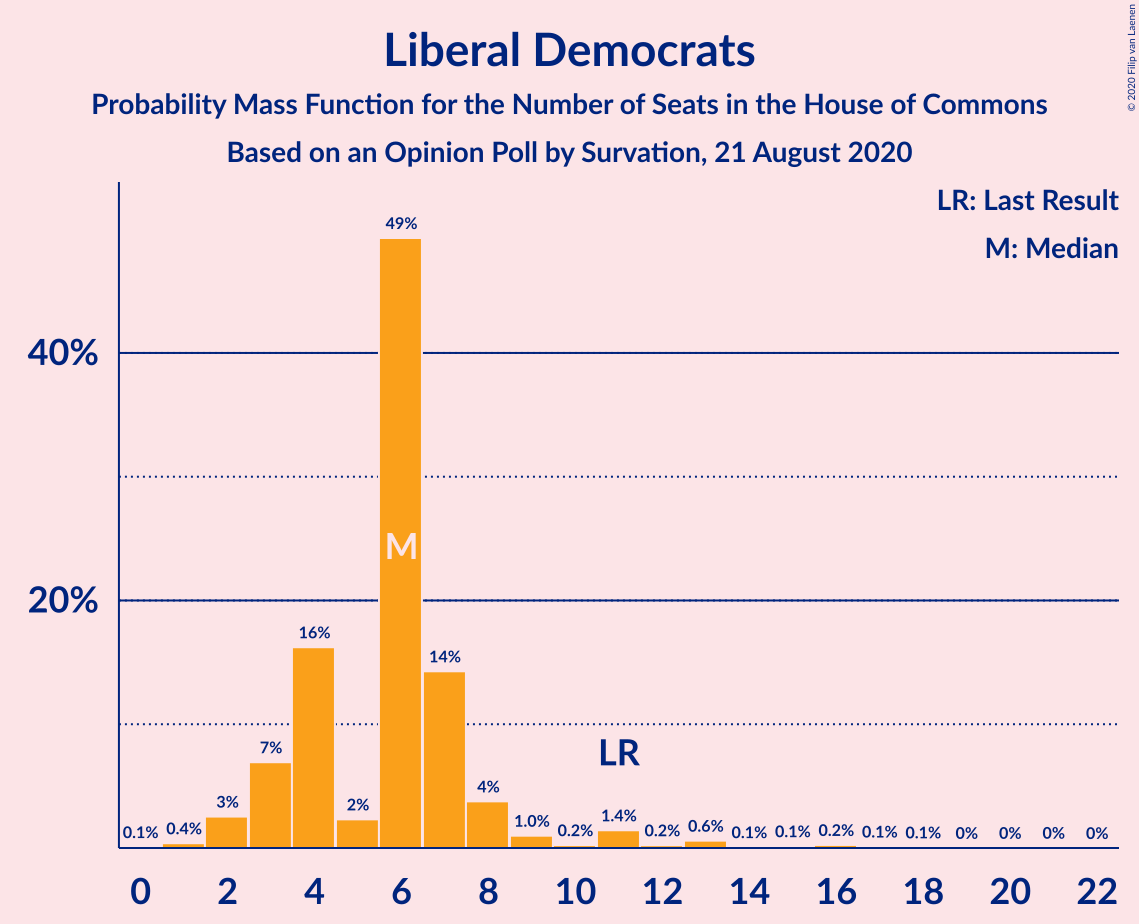 Liberal Democrats
Probability Mass Function for the Number of Seats in the House of Commons
Based on an Opinion Poll by Survation, 21 August 2020
© 2020 Filip van Laenen
LR: Last Result
M: Median
49%
40%
M
20%
16%
14%
LR
7%
3%
2%
4%
0.1%
0.4%
1.0%
0.2%
1.4%
0.2%
0.6%
0.1%
0.1%
0.2%
0.1%
0.1%
0%
0%
0%
0%
0 2 4 6 8 10 12 14 16 18 20 22